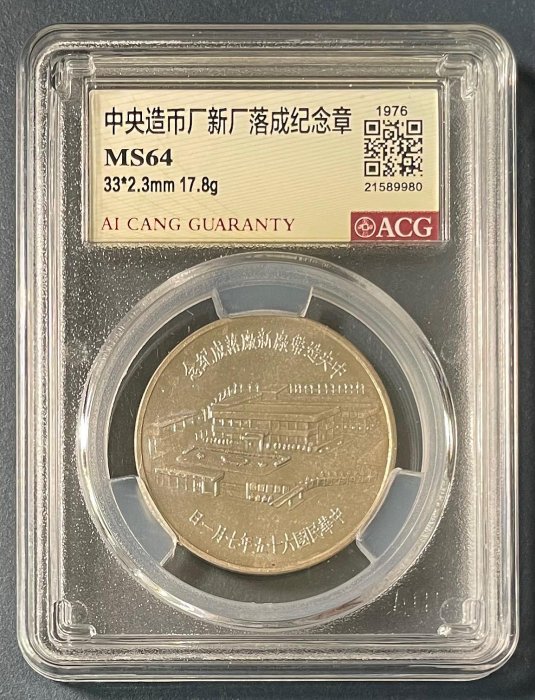 中央造币厂新厂落成纪念章
1976
MS64
33*2.3mm 17.8g
21589980
AI CANG GUARANTY
ACG
中央造幣廠新廠落成紀念
中華民國六十五年七月一日